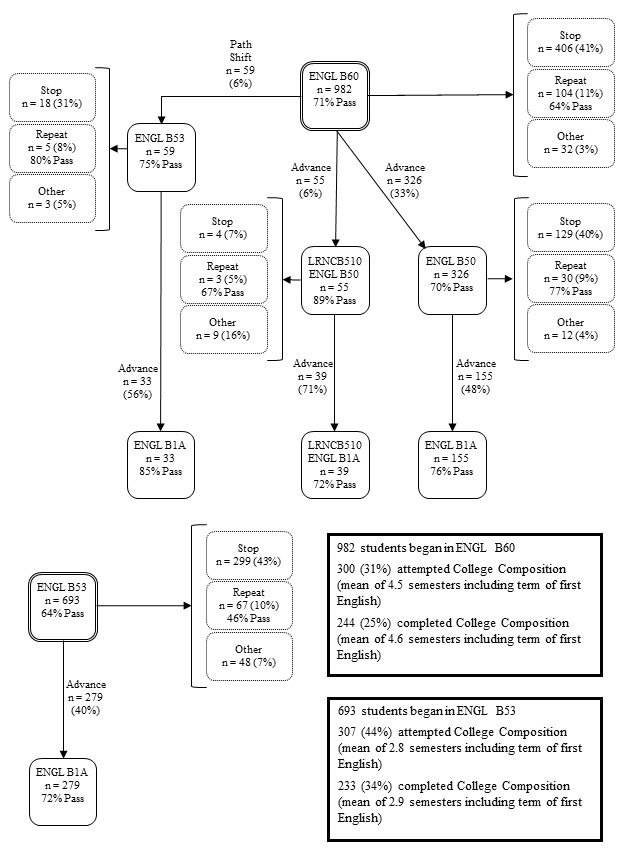 Path
Shift
n = 59
(6%)
ENGL B60
n = 982
71% Pass
Stop
n = 406 (41%)
Repeat
n = 104 (11%)
64% Pass
Other
n = 32 (3%)
Stop
n = 18 (31%)
Repeat
n = 5 (8%)
80% Pass
Other
n = 3 (5%)
ENGL B53
n = 59
75% Pass
Advance
n = 55
(6%)
Advance
n = 326
(33%)
Stop
n = 4 (7%)
Repeat
n = 3 (5%)
67% Pass
Other
n = 9 (16%)
LRNCB510
ENGL B50
n = 55
89% Pass
ENGL B50
n = 326
70% Pass
Stop
n = 129 (40%)
Repeat
n = 30 (9%)
77% Pass
Other
n = 12 (4%)
Advance
n = 33
(56%)
Advance
n = 39
(71%)
Advance
n = 155
(48%)
ENGL B1A
n = 33
85% Pass
LRNCB510
ENGL B1A
n = 39
72% Pass
ENGL B1A
n = 155
76% Pass
ENGL B53
n = 693
64% Pass
Stop
n = 299 (43%)
Repeat
n = 67 (10%)
46% Pass
Other
n = 48 (7%)
Advance
n = 279
(40%)
ENGL B1A
n = 279
72% Pass
982 students began in ENGL B60
300 (31%) attempted College Composition
(mean of 4.5 semesters including term of first
English)
244 (25%) completed College Composition
(mean of 4.6 semesters including term of first
English)
693 students began in ENGL B53
307 (44%) attempted College Composition
(mean of 2.8 semesters including term of first
English)
233 (34%) completed College Composition
(mean of 2.9 semesters including term of first
English)